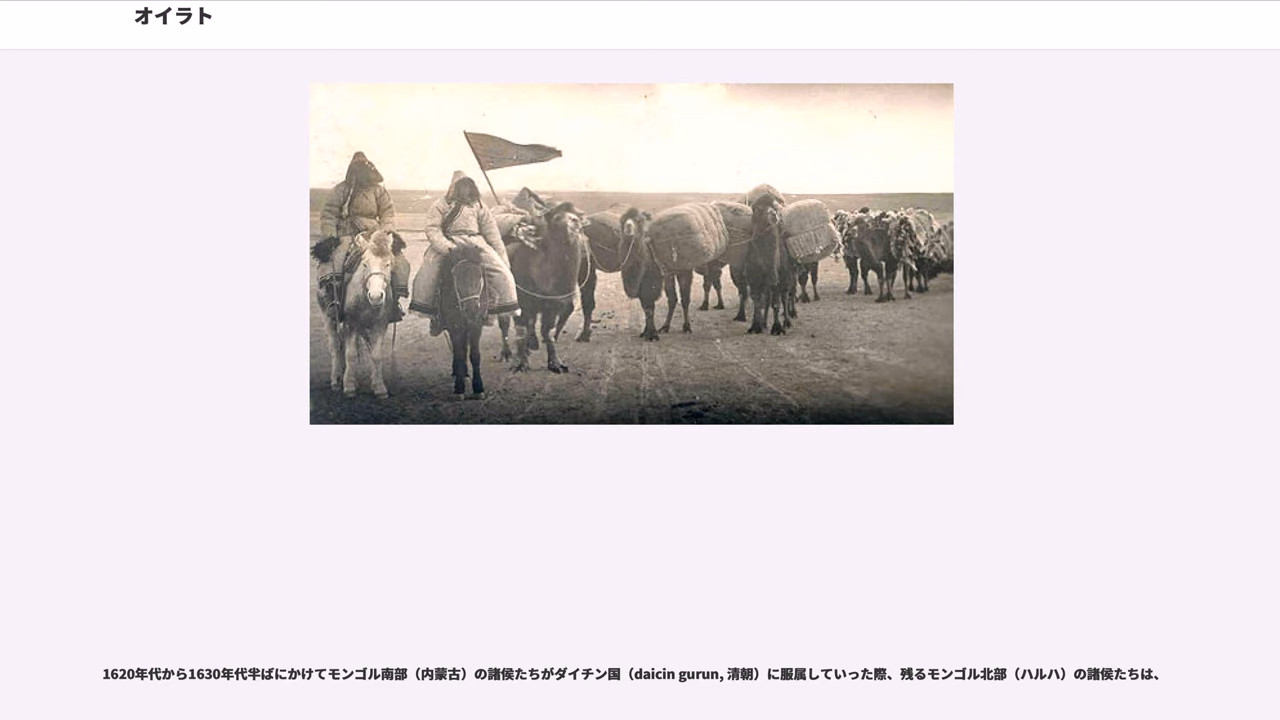 オイラト
1620年代から1630年代半ばにかけてモンゴル南部（内蒙古）の諸侯たちがダイチン国（daicin gurun, 清朝）に服属していった際、残るモンゴル北部（ハルハ）の諸侯たちは、